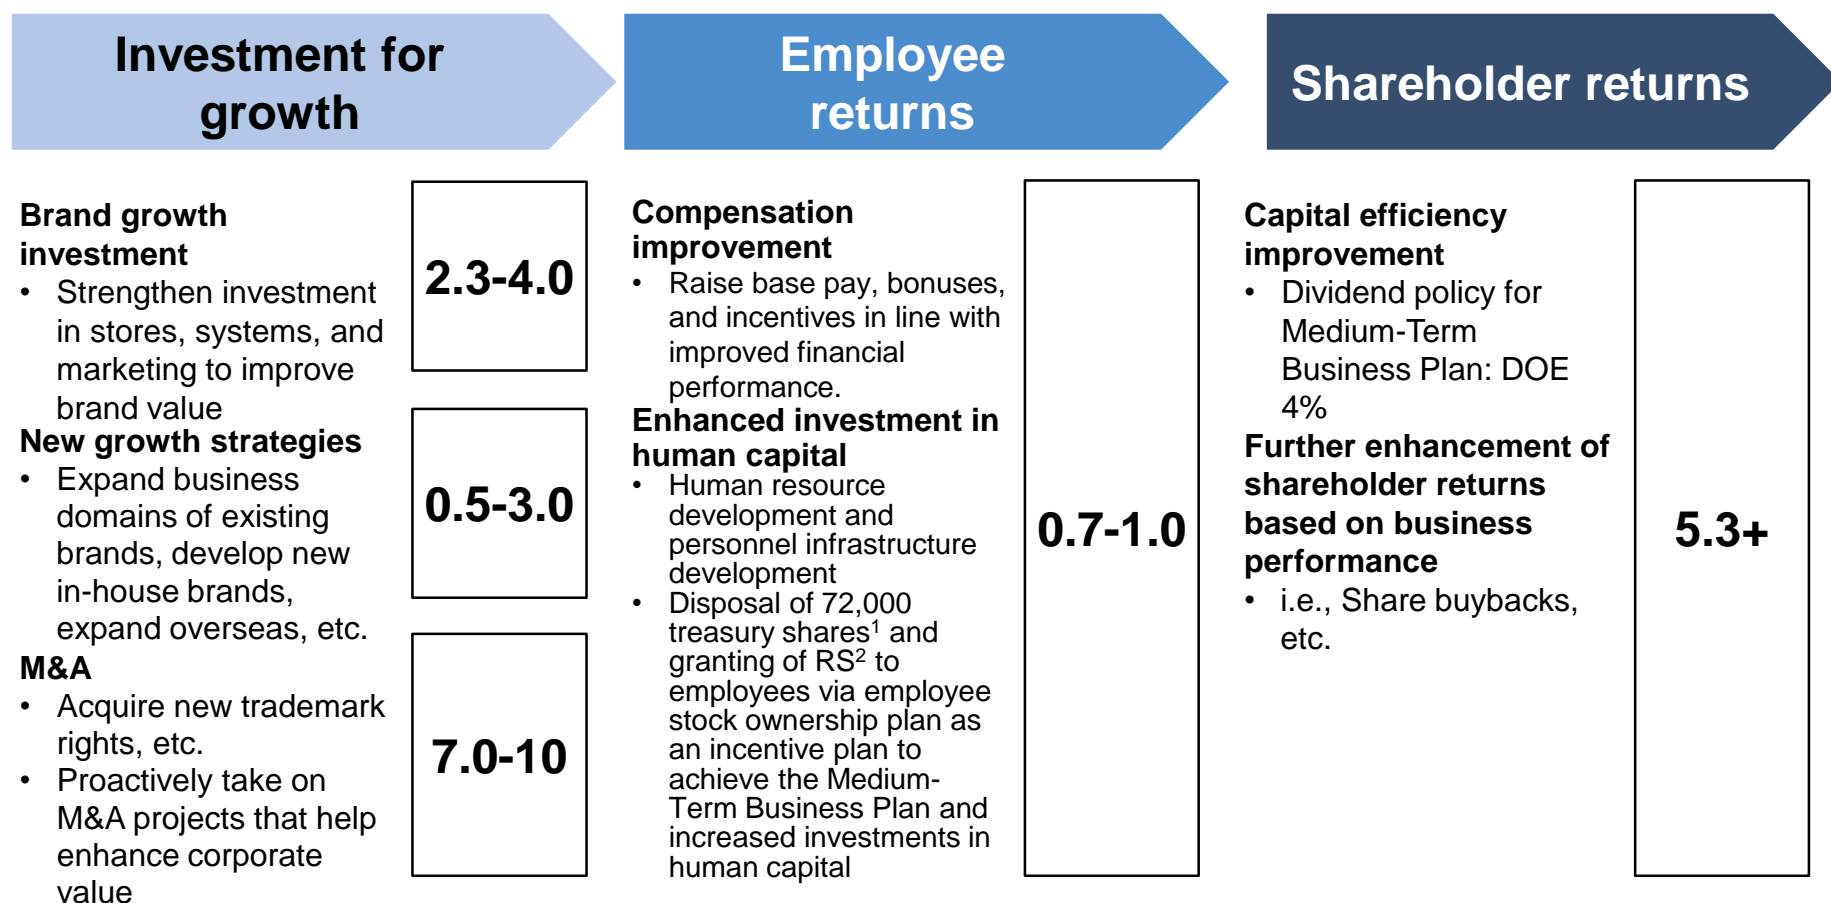 Investment for
growth
Brand growth
investment
• Strengthen investment
in stores, systems, and
marketing to improve
brand value
2.3-4.0
New growth strategies
• Expand business
domains of existing
brands, develop new
in-house brands,
expand overseas, etc.
0.5-3.0
M&A
• Acquire new trademark
rights, etc.
• Proactively take on
M&A projects that help
enhance corporate
value
7.0-10
Employee
returns
Compensation
improvement
• Raise base pay, bonuses,
and incentives in line with
improved financial
performance.
Enhanced investment in
human capital
• Human resource
development and
personnel infrastructure
development
• Disposal of 72,000
treasury shares¹ and
granting of RS² to
employees via employee
stock ownership plan as
an incentive plan to
achieve the Medium-
Term Business Plan and
increased investments in
human capital
0.7-1.0
Shareholder returns
Capital efficiency
improvement
• Dividend policy for
Medium-Term
Business Plan: DOE
4%
Further enhancement of
shareholder returns
based on business
performance
• i.e., Share buybacks,
etc.
5.3+